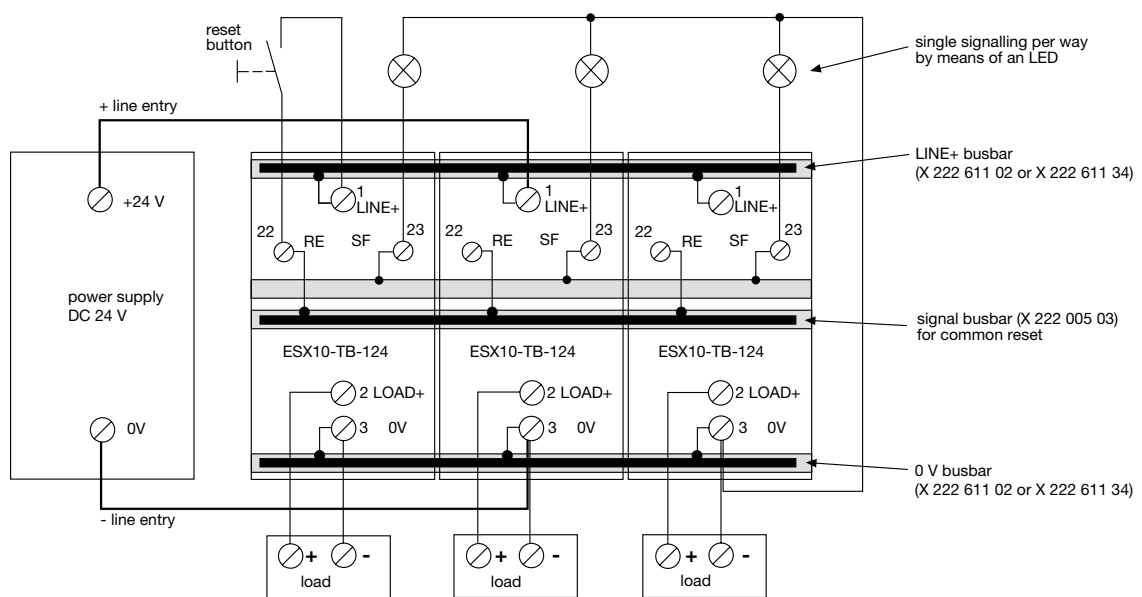 reset
button
single signalling per way
by means of an LED
+ line entry
LINE+ busbar
(X 222 611 02 or X 222 611 34)
+24 V
1
LINE+
1
LINE+
1
LINE+
22
RE
SF
23
22
RE
SF
23
22
RE
SF
23
power supply
DC 24 V
signal busbar (X 222 005 03)
for common reset
ESX10-TB-124
ESX10-TB-124
ESX10-TB-124
2 LOAD+
2 LOAD+
2 LOAD+
0V
3 0V
3 0V
3 0V
0 V busbar
(X 222 611 02 or X 222 611 34)
- line entry
+ -
load
+ -
load
+ -
load